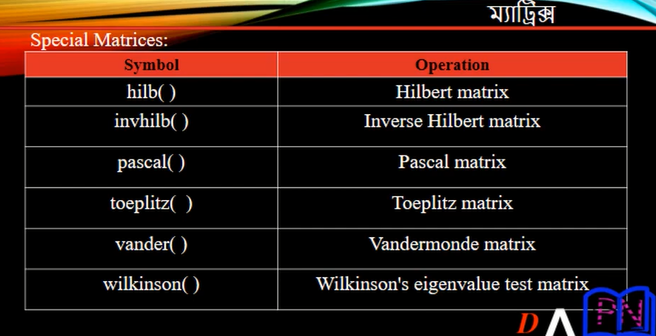 ম্যাট্রিক্স
Special Matrices:
Symbol Operation
hilb( ) Hilbert matrix
invhilb( ) Inverse Hilbert matrix
pascal( ) Pascal matrix
toeplitz( ) Toeplitz matrix
vander( ) Vandermonde matrix
wilkinson( ) Wilkinson's eigenvalue test matrix